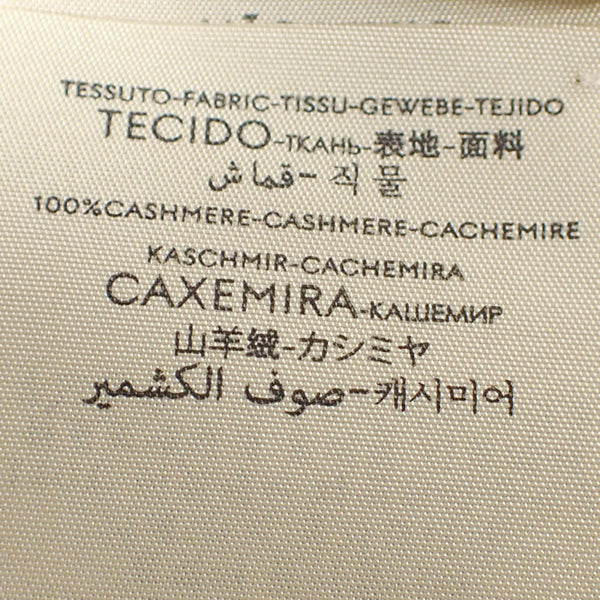 TESSUTO-FABRIC-TISSU-GEWEBE-TEJIDO
TECIDO-ТКАНЬ-表地-面料
قماش-직물
100%CASHMERE-CASHMERE-CACHEMIRE
KASCHMIR-CACHEMIRA
CAXEMIRA-КАШЕМИР
山羊绒-カシミヤ
صوف الكشمير-캐시미어